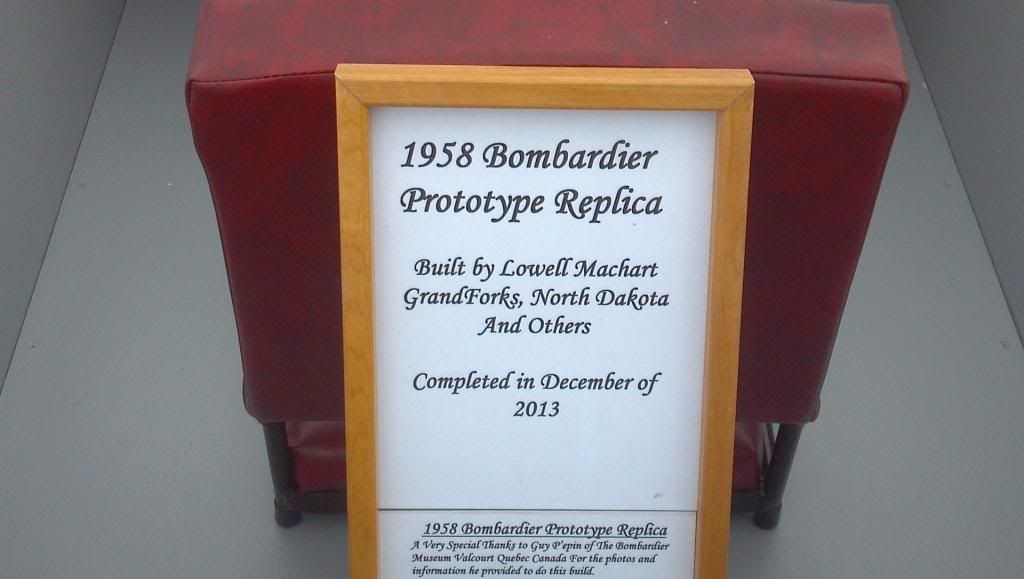 1958 Bombardier
Prototype Replica
Built by Lowell Machart
GrandForks, North Dakota
And Others
Completed in December of
2013
1958 Bombardier Prototype Replica
A Very Special Thanks to Guy P'epin of The Bombardier
Museum Valcourt Quebec Canada For the photos and
information he provided to do this build.